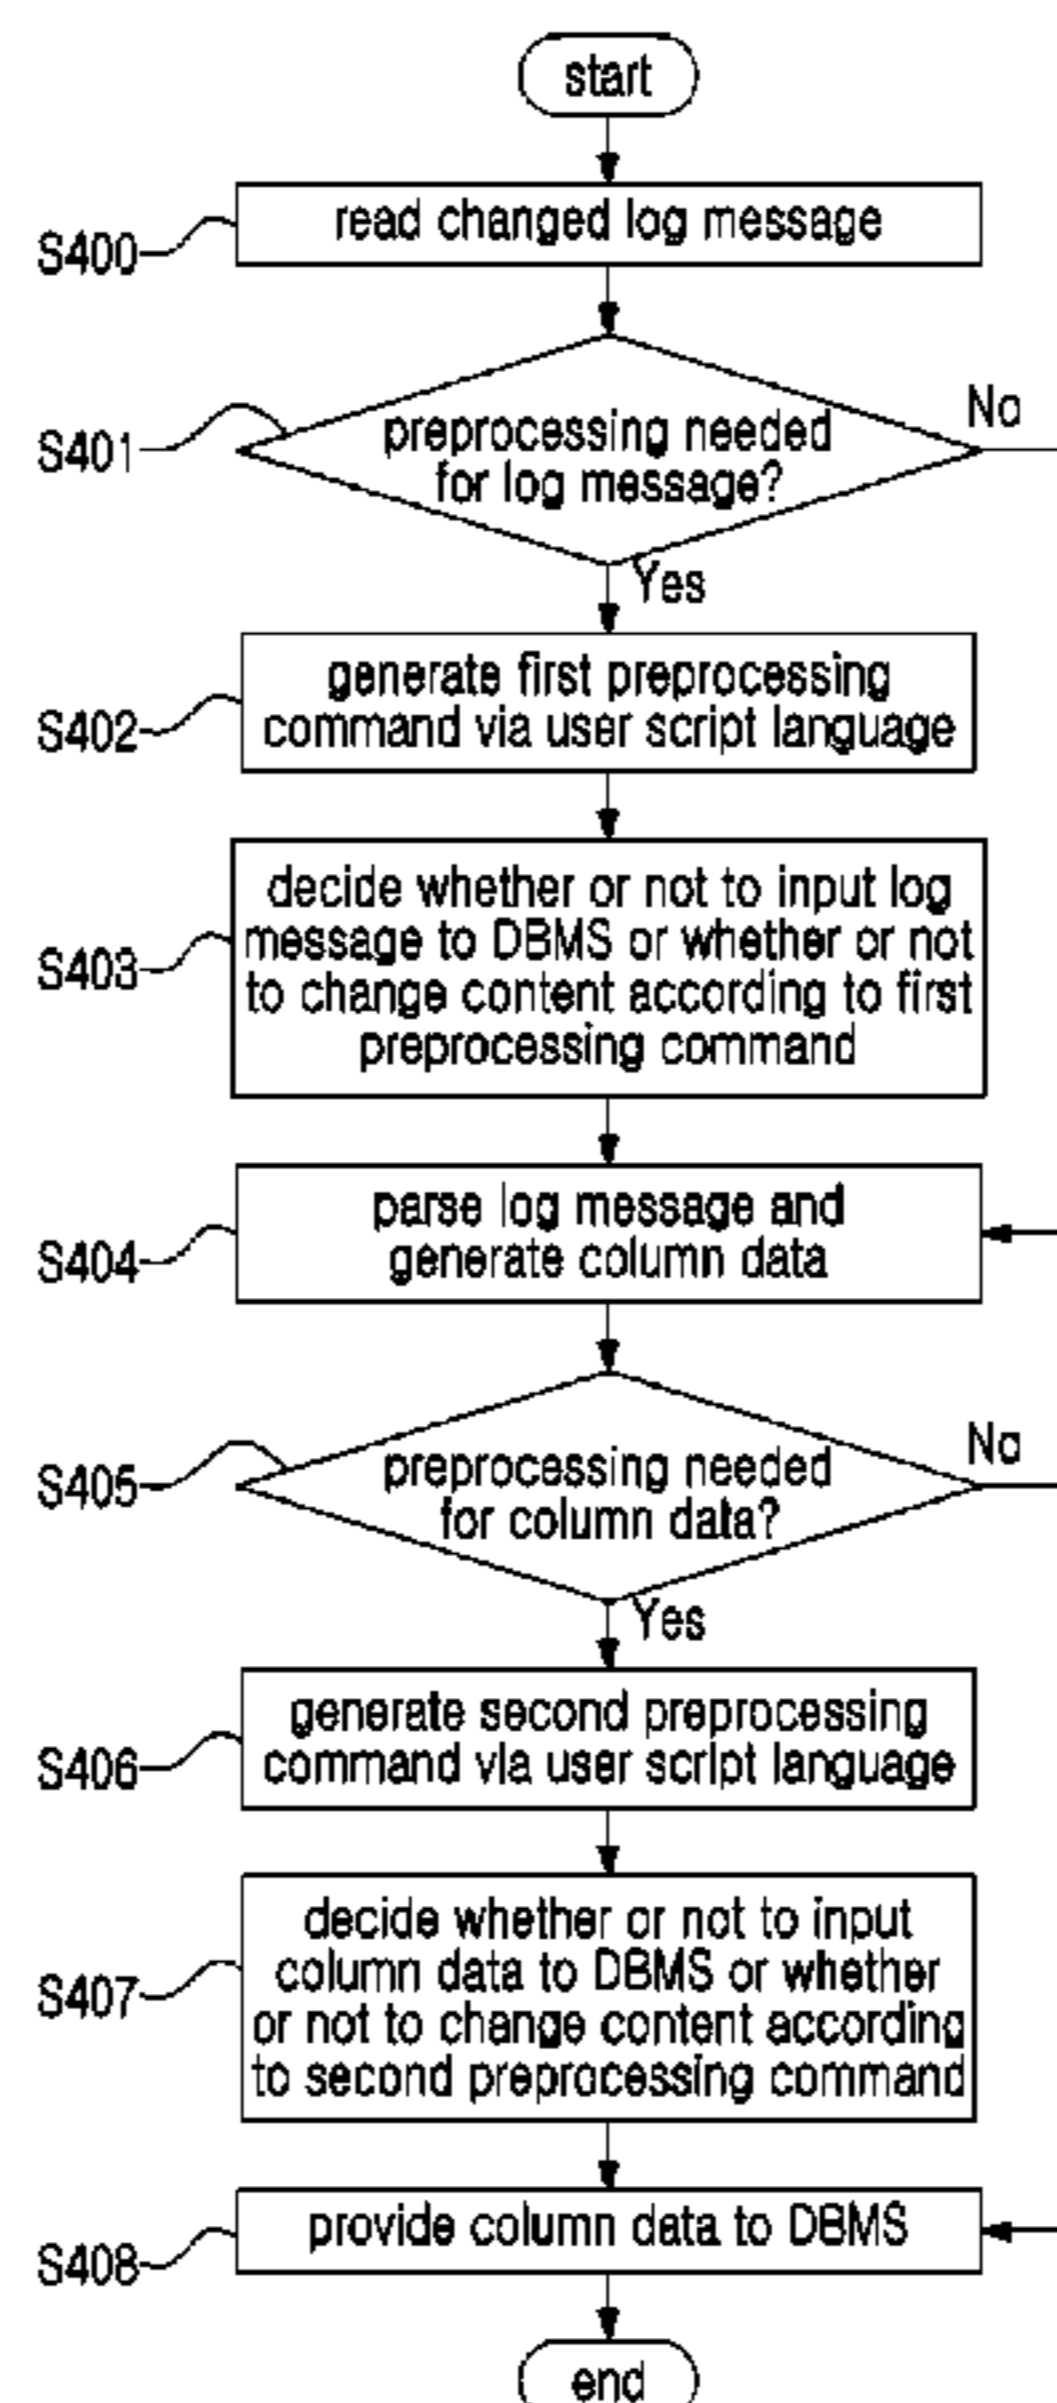 start
read changed log message
S400
No
preprocessing needed
for log message?
S401
Yes
generate first preprocessing
command via user script language
S402
decide whether or not to input log
message to DBMS or whether or not
to change content according to first
preprocessing command
S403
parse log message and
generate column data
S404
No
preprocessing needed
for column data?
S405
Yes
generate second preprocessing
command via user script language
S406
decide whether or not to input
column data to DBMS or whether
or not to change content according
to second preprocessing command
S407
provide column data to DBMS
S408
end